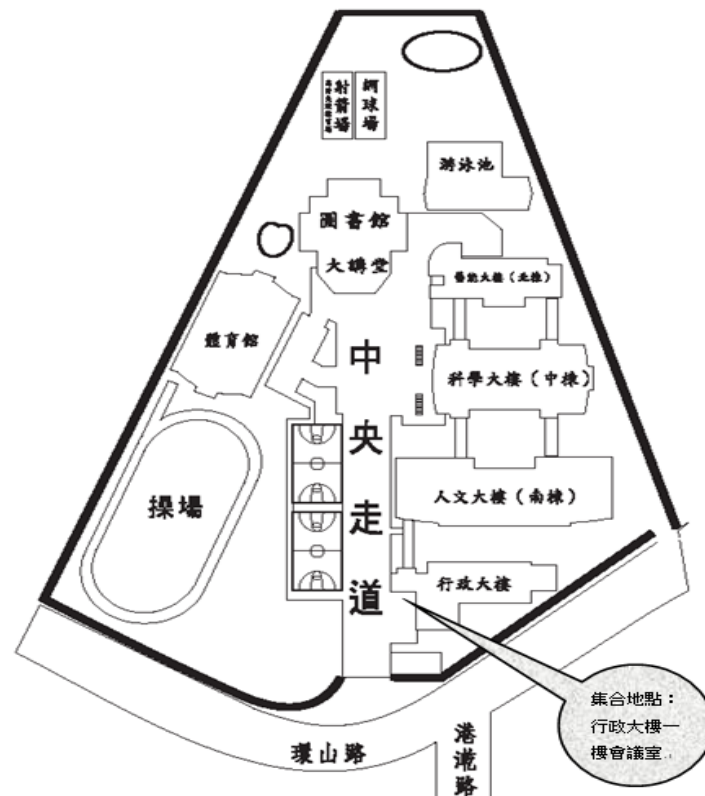 射箭場
網球場
游泳池
圖書館
大講堂
藝能大樓(北棟)
體育館
科學大樓(中棟)
中央走道
操場
人文大樓(南棟)
行政大樓
集合地點：
行政大樓一
樓會議室
環山路
港墘路